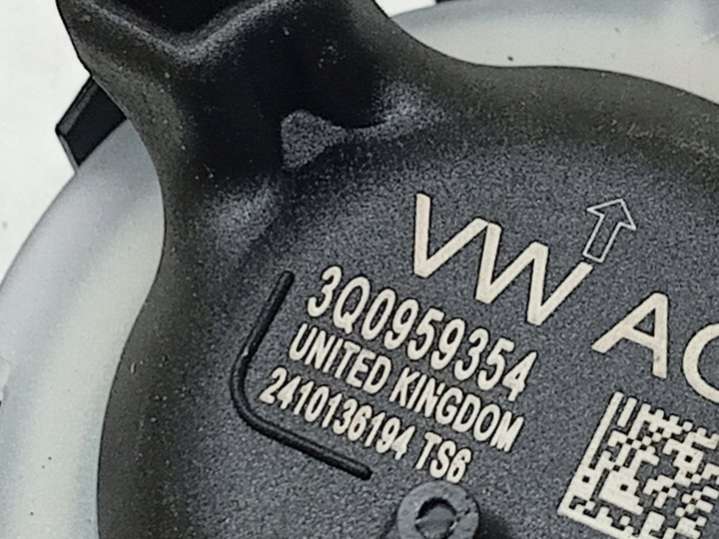 VW AG
3Q0959354
UNITED KINGDOM
2410136194 TS6